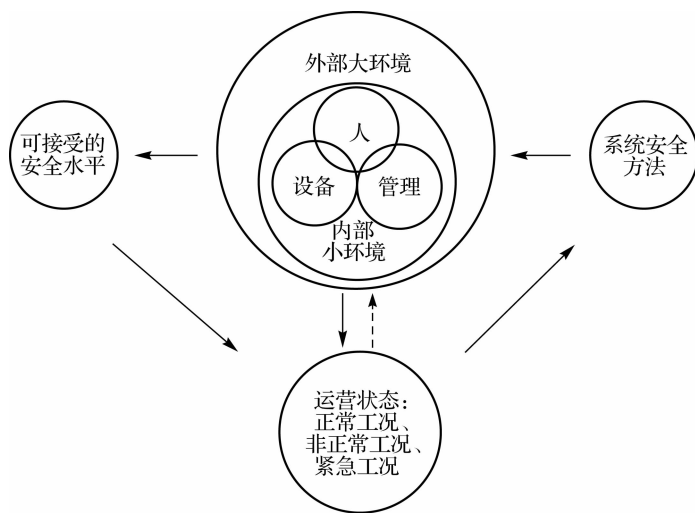 外部大环境
人
设备
管理
内部
小环境
可接受的
安全水平
系统安全
方法
运营状态：
正常工况、
非正常工况、
紧急工况